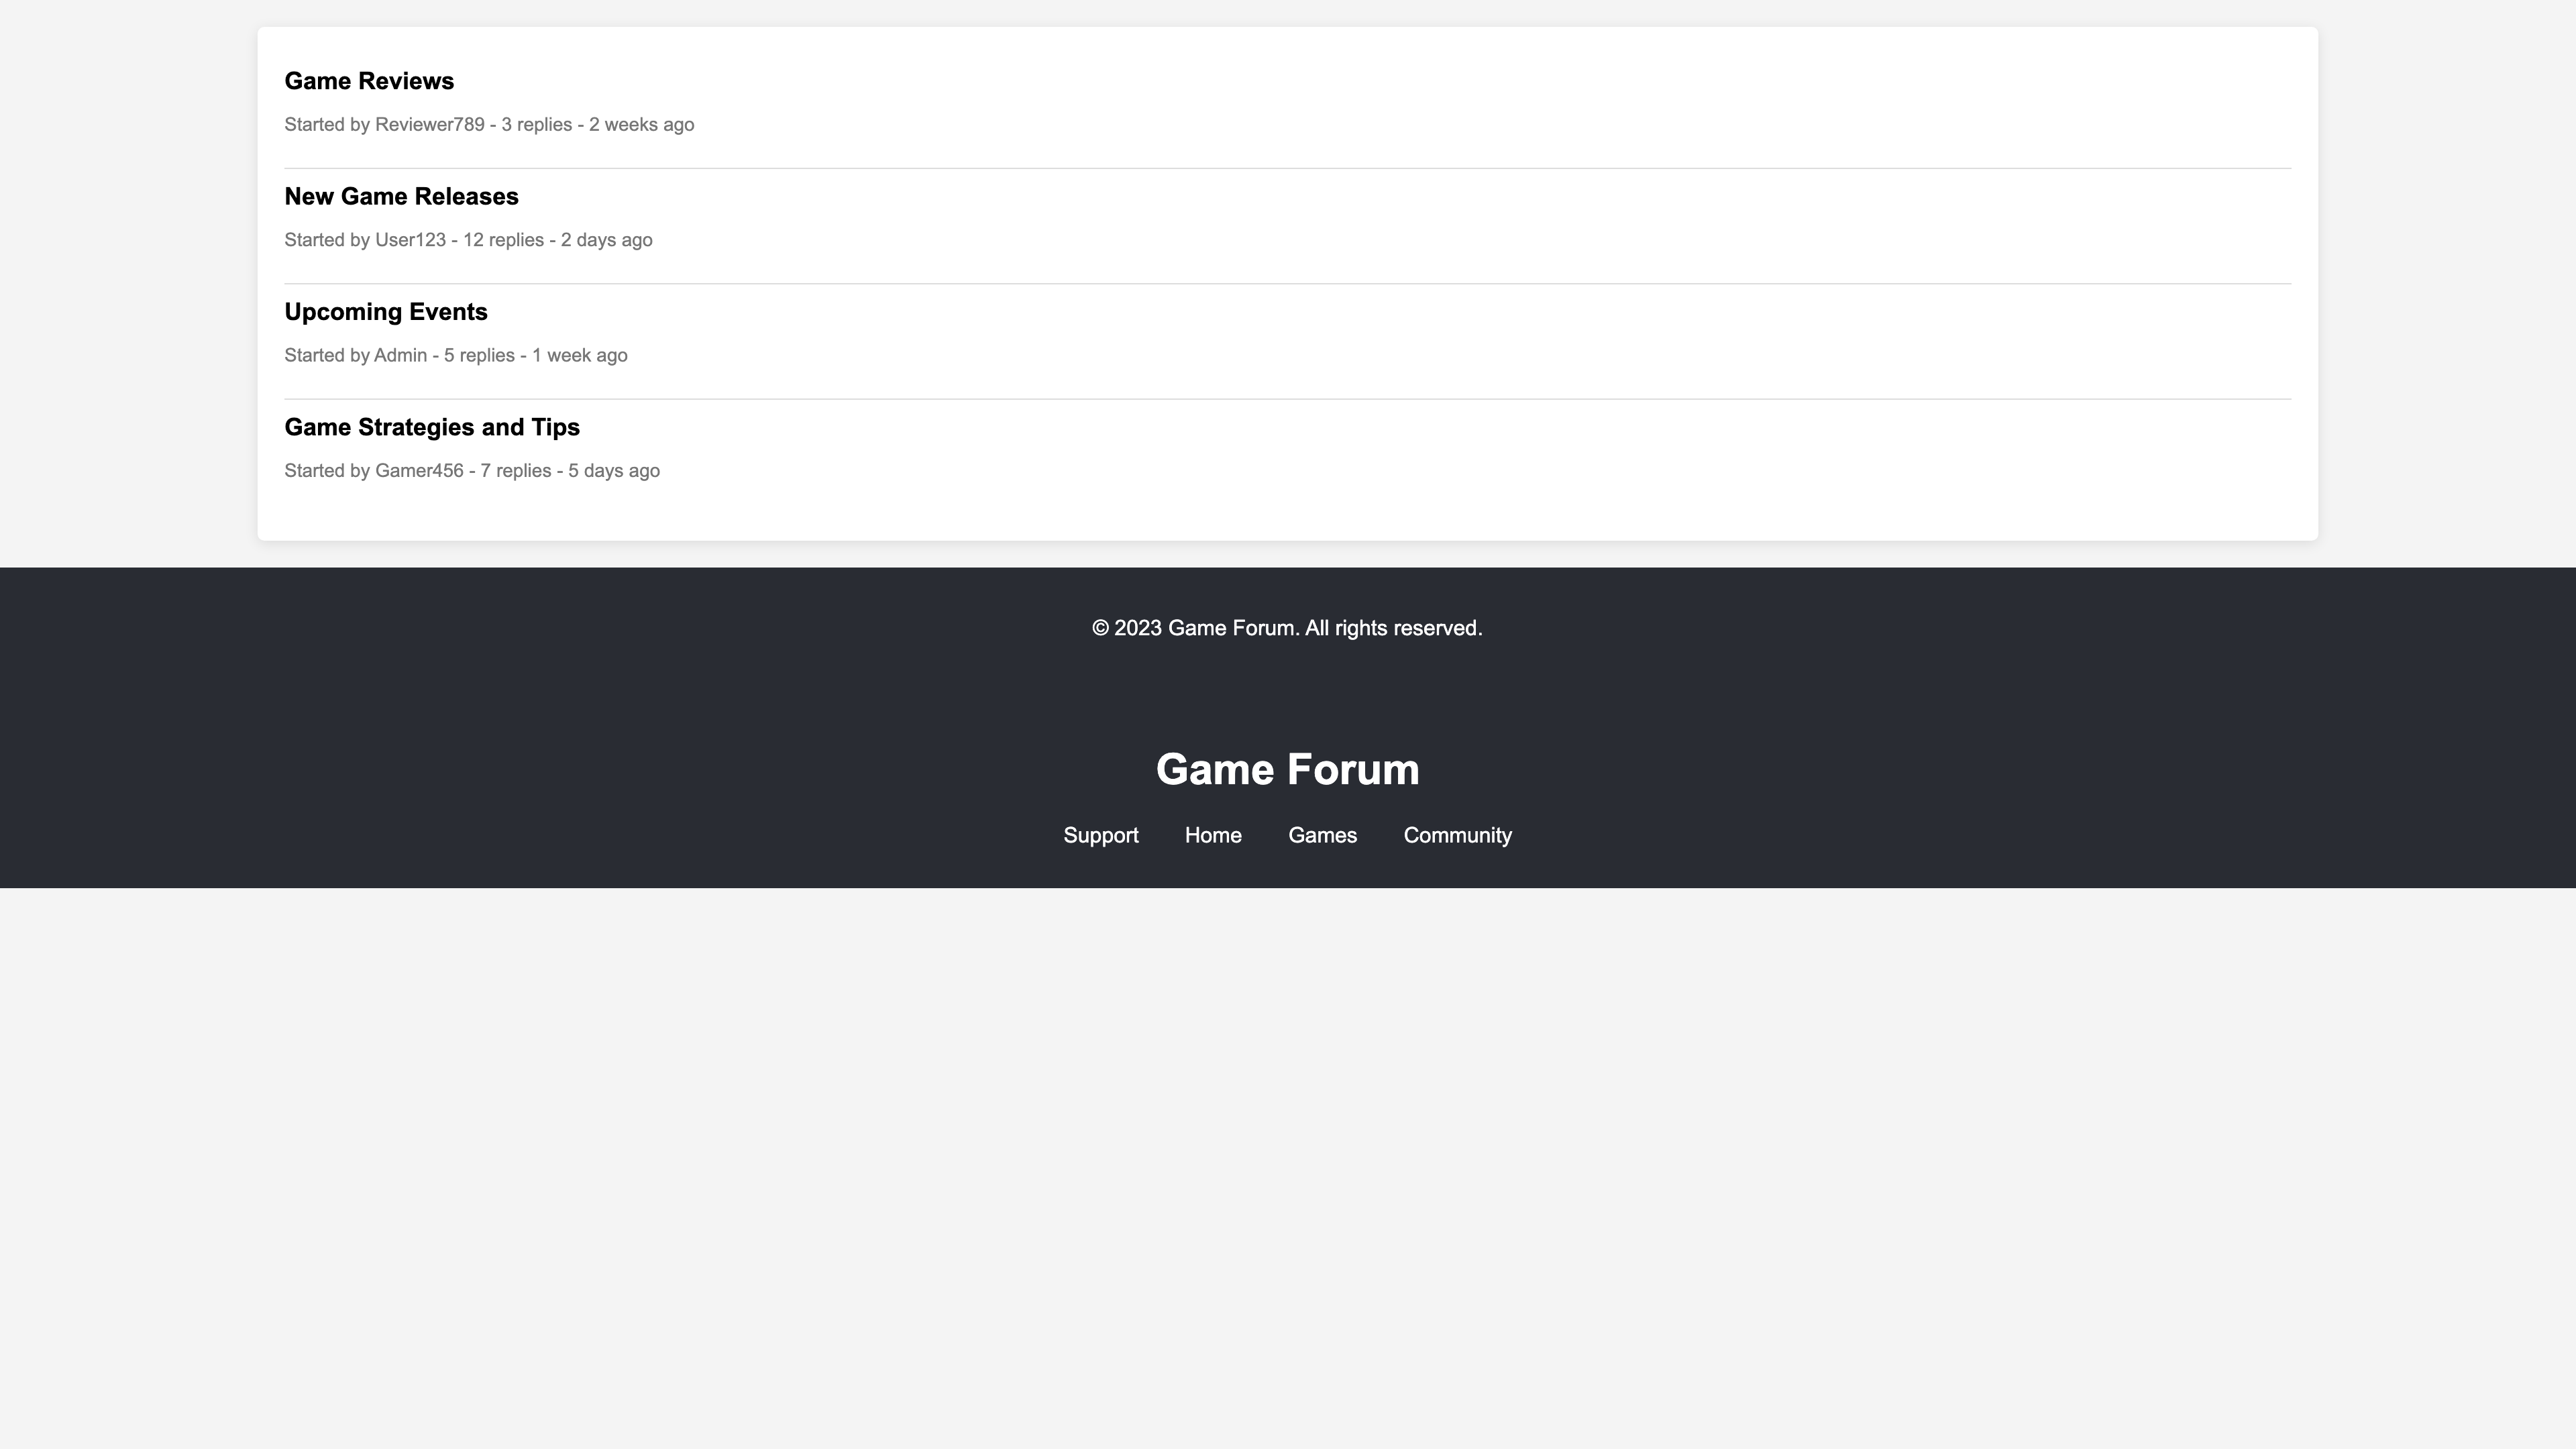 Game Reviews
Started by Reviewer789 - 3 replies - 2 weeks ago
New Game Releases
Started by User123 - 12 replies - 2 days ago
Upcoming Events
Started by Admin - 5 replies - 1 week ago
Game Strategies and Tips
Started by Gamer456 - 7 replies - 5 days ago
© 2023 Game Forum. All rights reserved.
Game Forum
Support Home Games Community